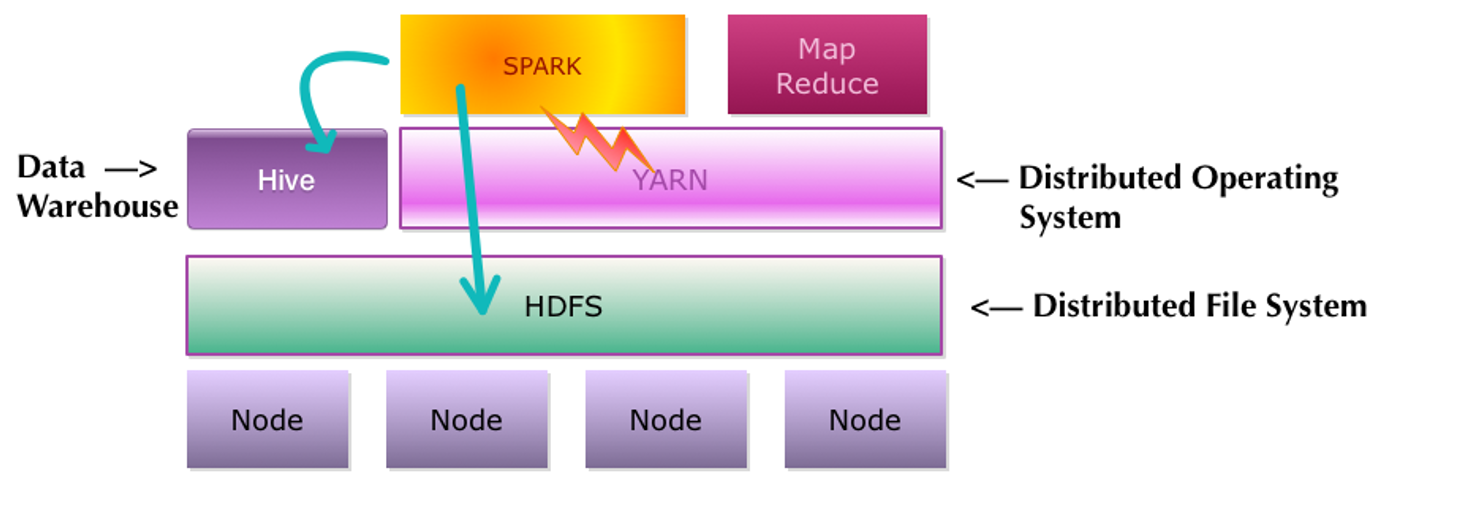 SPARK
Map
Reduce
Data —>
Warehouse
Hive
YARN
<— Distributed Operating
System
HDFS
<— Distributed File System
Node
Node
Node
Node